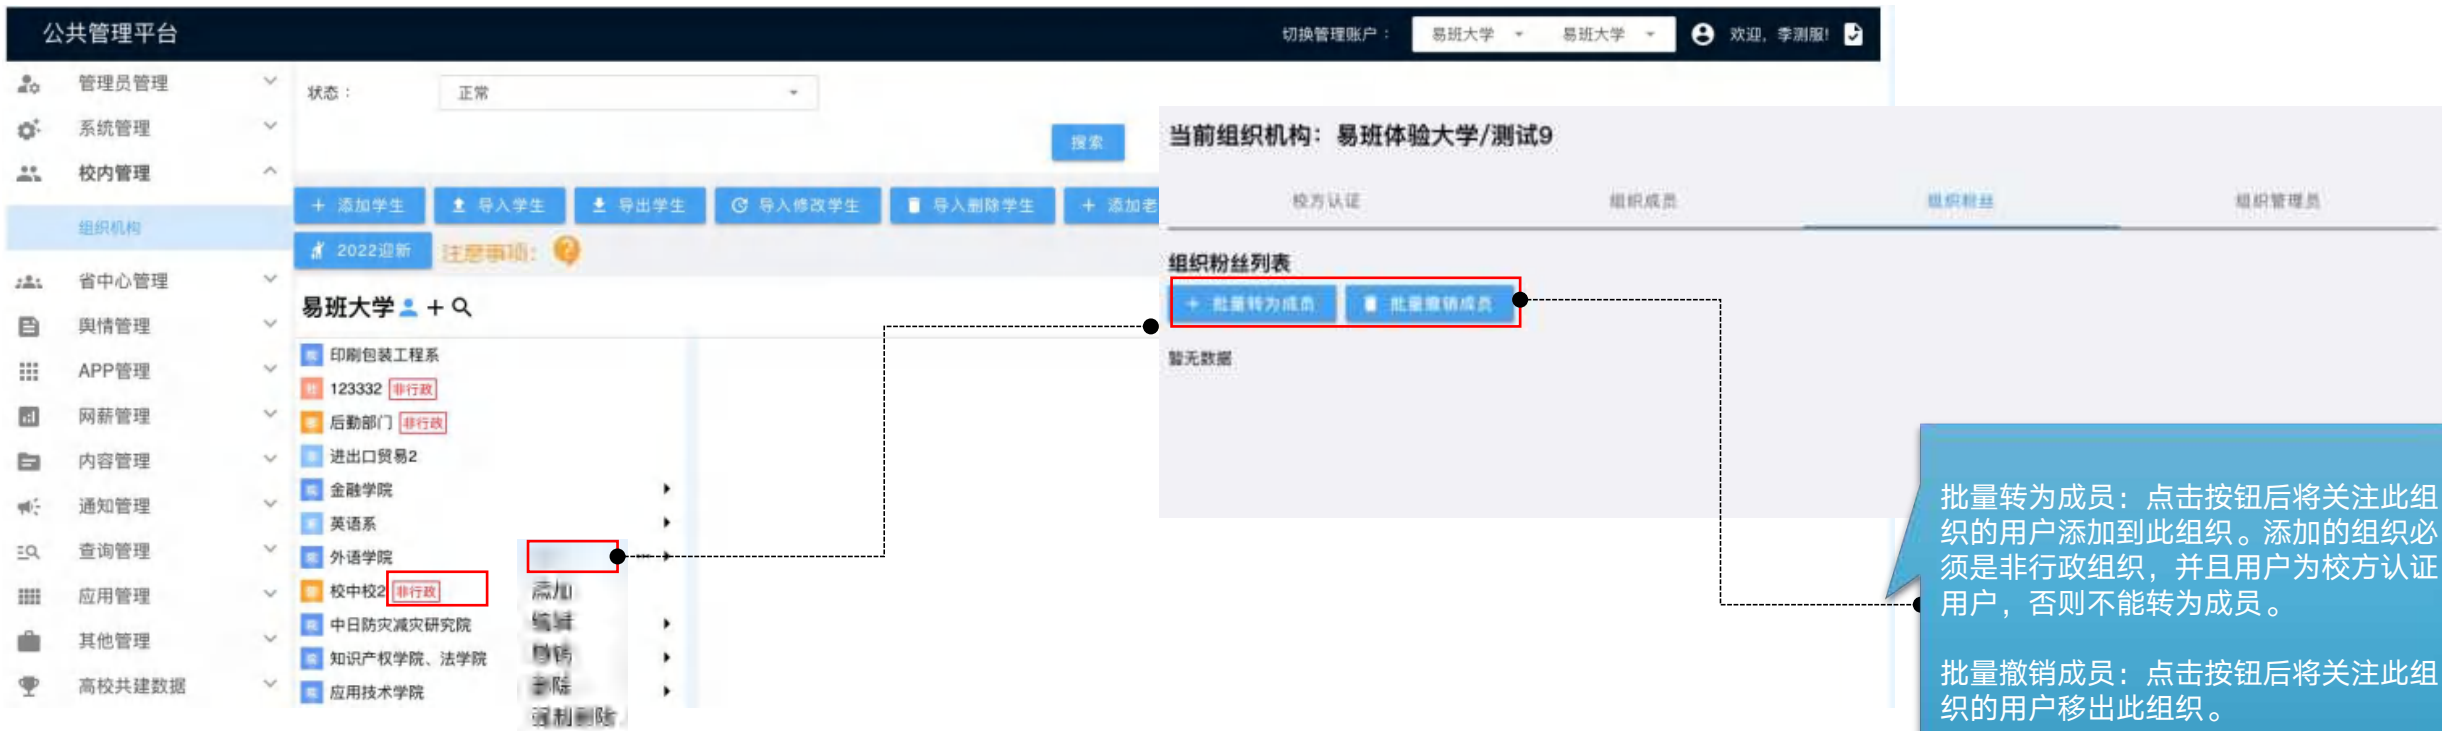 公共管理平台
切换管理账户：
易班大学
易班大学
欢迎，季测服!
管理员管理
系统管理
校内管理
组织机构
省中心管理
舆情管理
APP管理
网薪管理
内容管理
通知管理
查询管理
应用管理
其他管理
高校共建数据
状态：
正常
搜索
+ 添加学生
导入学生
导出学生
导入修改学生
导入删除学生
+ 添加老
2022迎新
注意事项：
易班大学 +
印刷包装工程系
123332 非行政
后勤部门 非行政
进出口贸易2
金融学院
英语系
外语学院
校中校2 非行政
中日防灾减灾研究院
知识产权学院、法学院
应用技术学院
添加
编辑
撤销
删除
强制删除
当前组织机构：易班体验大学/测试9
校方认证
组织成员
组织粉丝
组织管理员
组织粉丝列表
+ 批量转为成员
批量撤销成员
暂无数据
批量转为成员：点击按钮后将关注此组
织的用户添加到此组织。添加的组织必
须是非行政组织，并且用户为校方认证
用户，否则不能转为成员。
批量撤销成员：点击按钮后将关注此组
织的用户移出此组织。